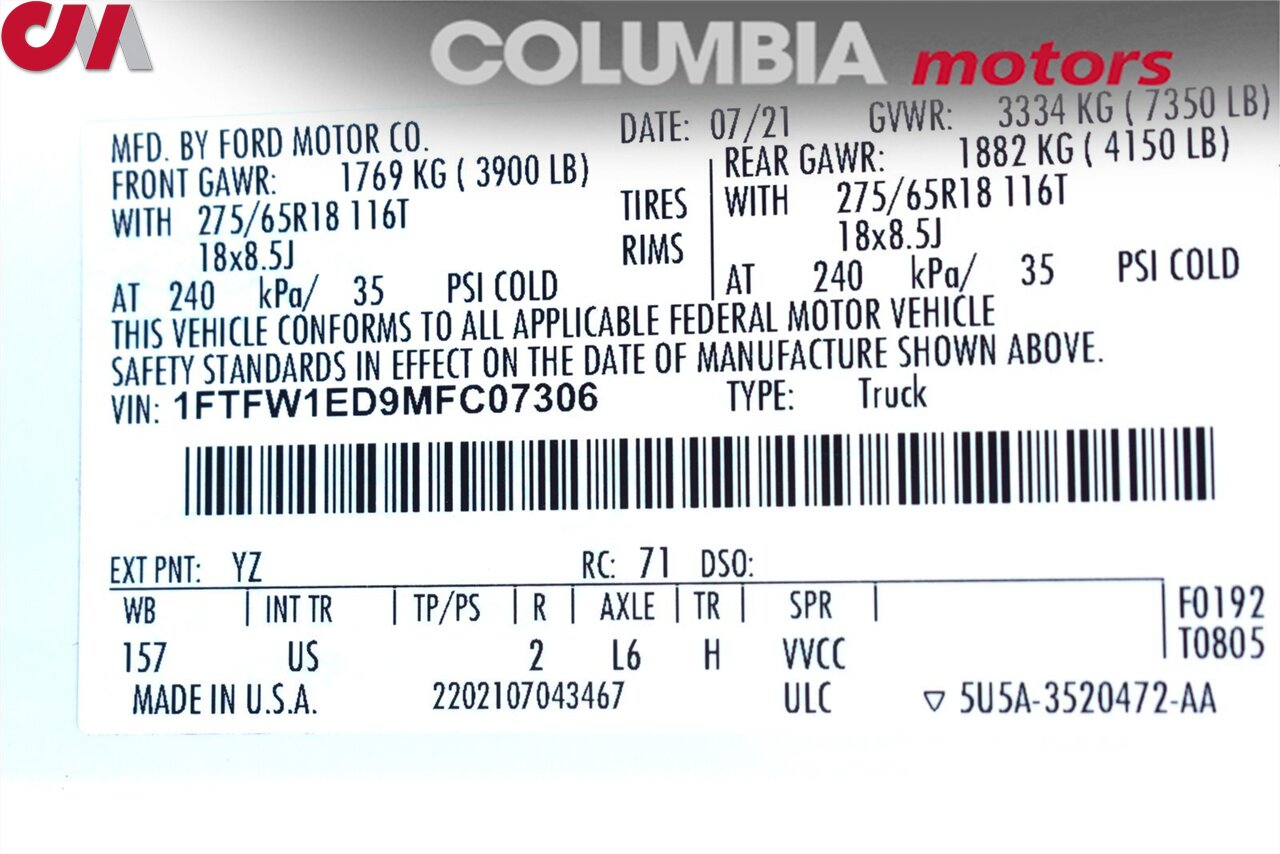 CM
COLUMBIA motors
MFD. BY FORD MOTOR CO. DATE: 07/21 GVWR: 3334 KG ( 7350 LB)
FRONT GAWR: 1769 KG ( 3900 LB) REAR GAWR: 1882 KG ( 4150 LB)
WITH 275/65R18 116T TIRES WITH 275/65R18 116T
18x8.5J RIMS 18x8.5J
AT 240 kPa/ 35 PSI COLD AT 240 kPa/ 35 PSI COLD
THIS VEHICLE CONFORMS TO ALL APPLICABLE FEDERAL MOTOR VEHICLE
SAFETY STANDARDS IN EFFECT ON THE DATE OF MANUFACTURE SHOWN ABOVE.
VIN: 1FTFW1ED9MFC07306 TYPE: Truck
EXT PNT: YZ RC: 71 DSO:
WB INT TR TP/PS R AXLE TR SPR F0192
157 US 2 L6 H VVCC T0805
MADE IN U.S.A. 2202107043467 ULC ▽ 5U5A-3520472-AA